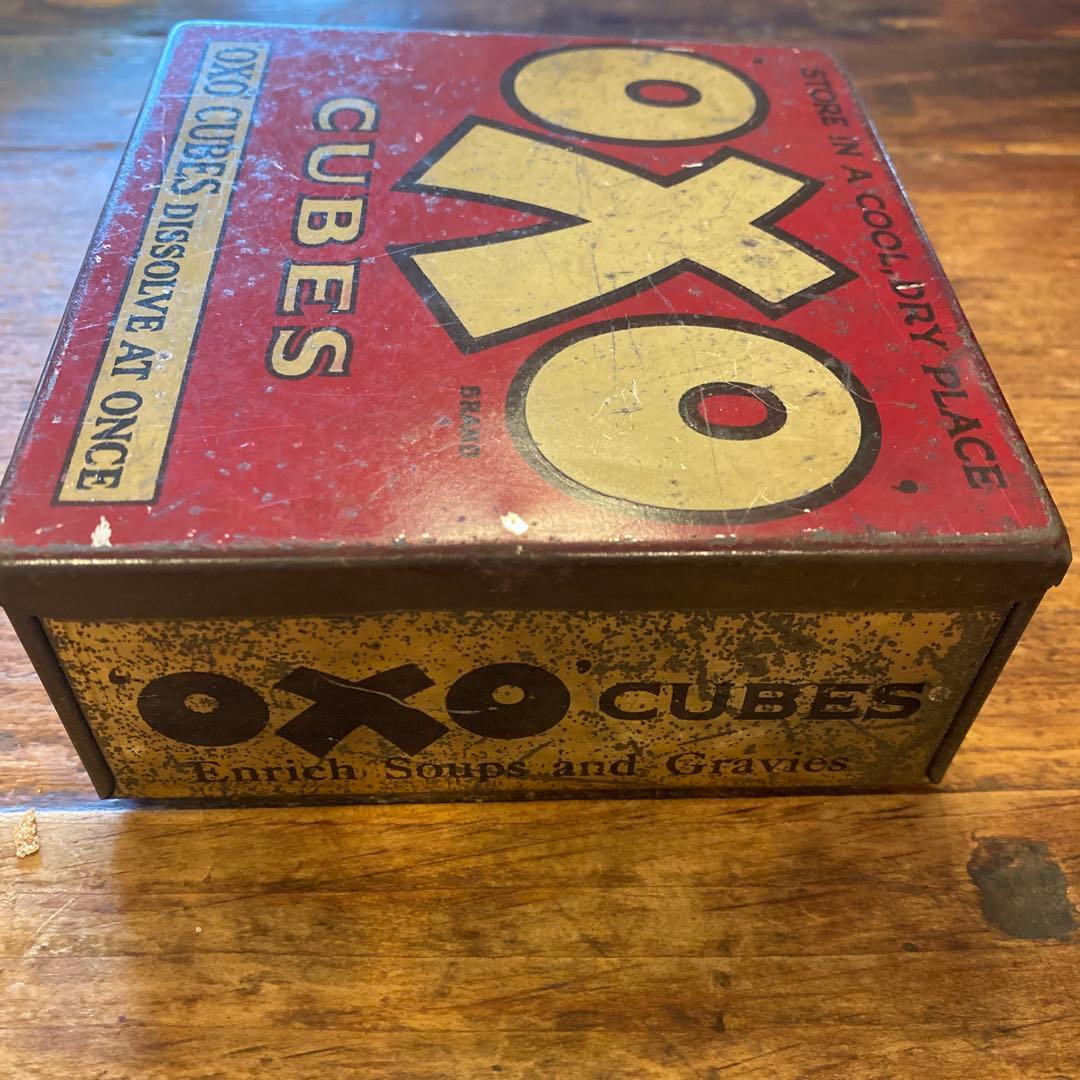 STORE IN A COOL, DRY PLACE
'OXO'
BRAND
CUBES
OXO CUBES DISSOLVE AT ONCE
'OXO' CUBES
Enrich Soups and Gravies